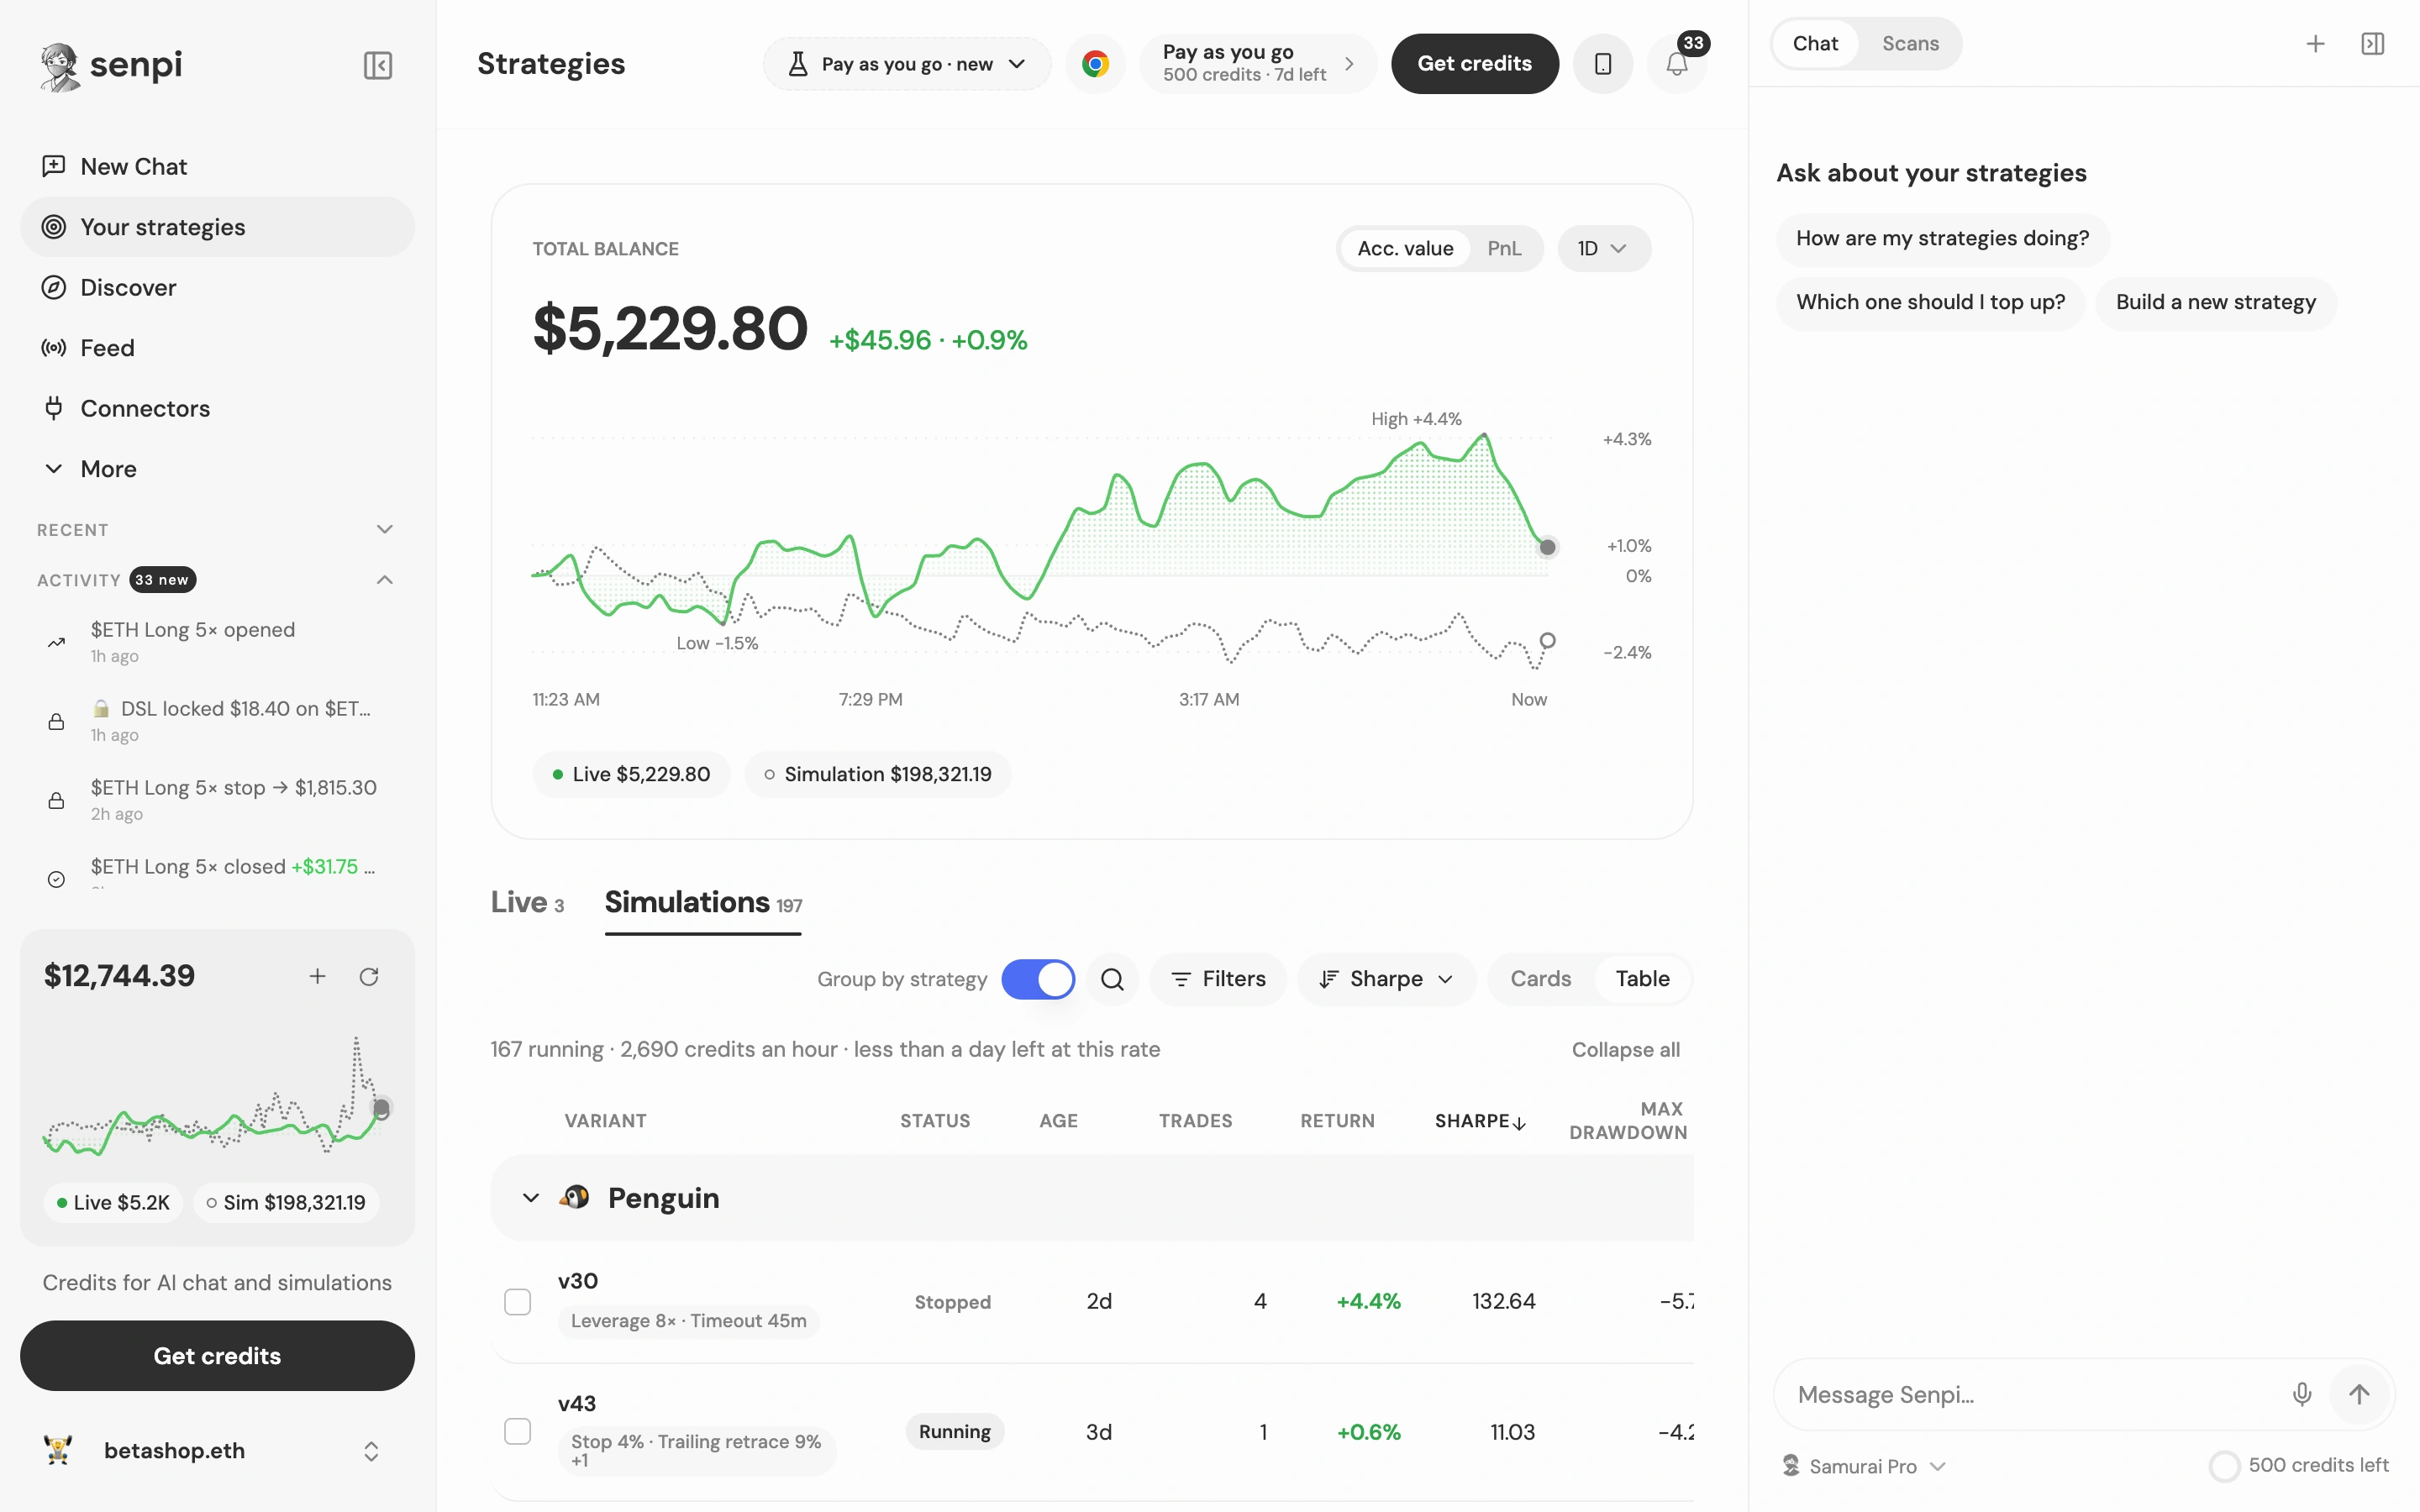 senpi
New Chat
Your strategies
Discover
Feed
Connectors
More
RECENT
ACTIVITY 33 new
$ETH Long 5× opened
1h ago
🔒 DSL locked $18.40 on $ET...
1h ago
$ETH Long 5× stop → $1,815.30
2h ago
$ETH Long 5× closed +$31.75 ...
$12,744.39
Live $5.2K
Sim $198,321.19
Credits for AI chat and simulations
Get credits
betashop.eth
Strategies
Pay as you go · new
Pay as you go
500 credits · 7d left
Get credits
33
TOTAL BALANCE
Acc. value PnL
1D
$5,229.80 +$45.96 · +0.9%
High +4.4%
+4.3%
+1.0%
0%
Low −1.5%
−2.4%
11:23 AM 7:29 PM 3:17 AM Now
Live $5,229.80
Simulation $198,321.19
Live 3 Simulations 197
Group by strategy
Filters
Sharpe
Cards Table
167 running · 2,690 credits an hour · less than a day left at this rate
Collapse all
VARIANT STATUS AGE TRADES RETURN SHARPE↓ MAX
DRAWDOWN
Penguin
v30
Leverage 8× · Timeout 45m
Stopped 2d 4 +4.4% 132.64
v43
Stop 4% · Trailing retrace 9%
+1
Running 3d 1 +0.6% 11.03
Chat Scans
Ask about your strategies
How are my strategies doing?
Which one should I top up? Build a new strategy
Message Senpi...
Samurai Pro
500 credits left